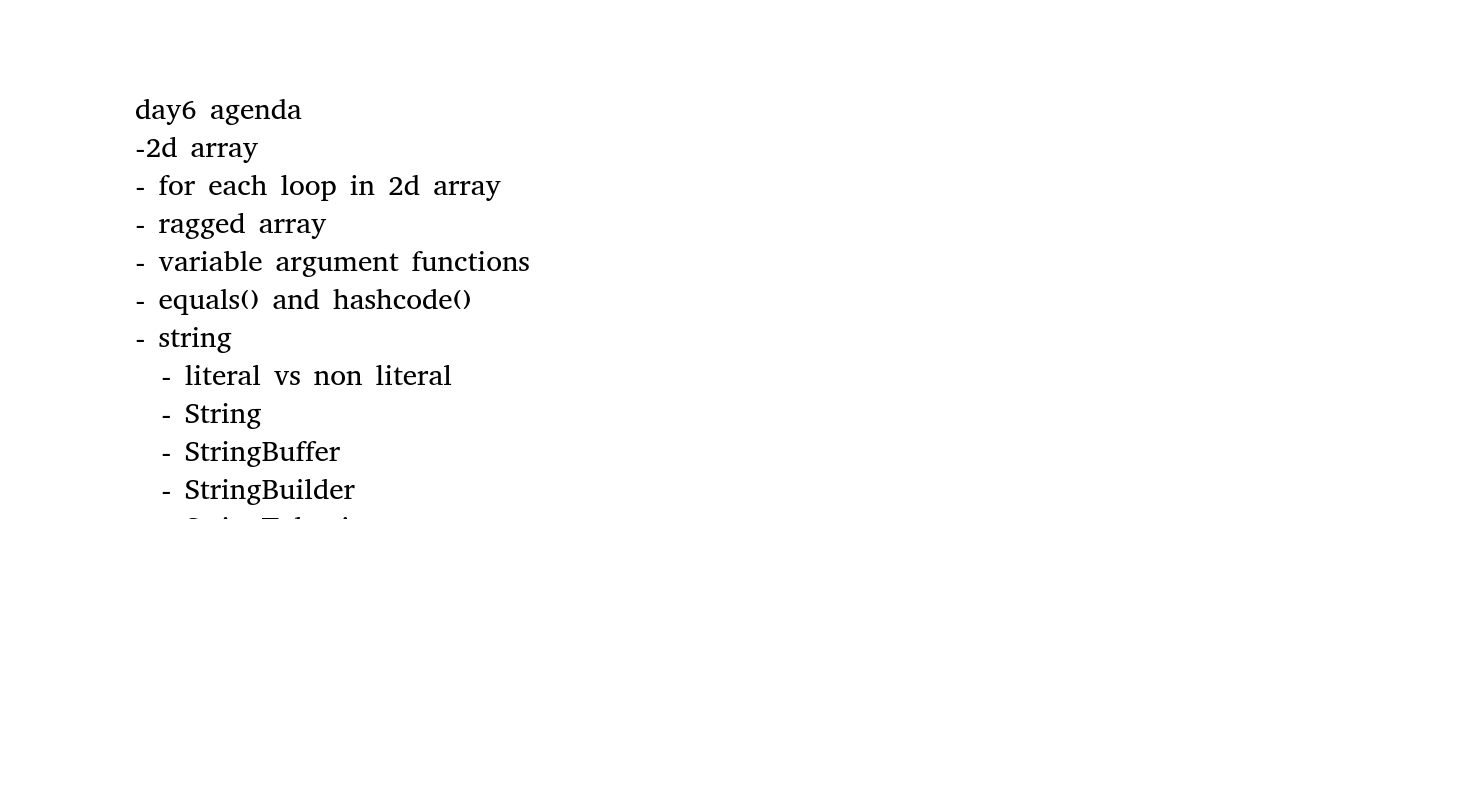 day6 agenda
-2d array
- for each loop in 2d array
- ragged array
- variable argument functions
- equals() and hashcode()
- string
- literal vs non literal
- String
- StringBuffer
- StringBuilder